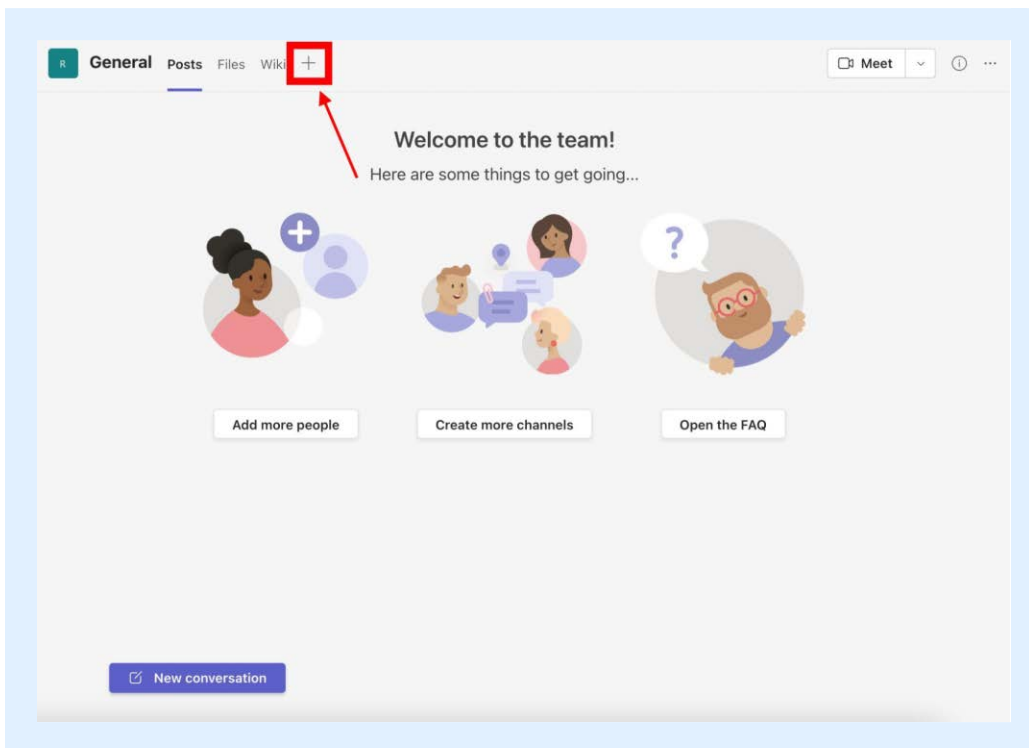 R General Posts Files Wiki Meet
Welcome to the team!
Here are some things to get going...
?
Add more people Create more channels Open the FAQ
New conversation